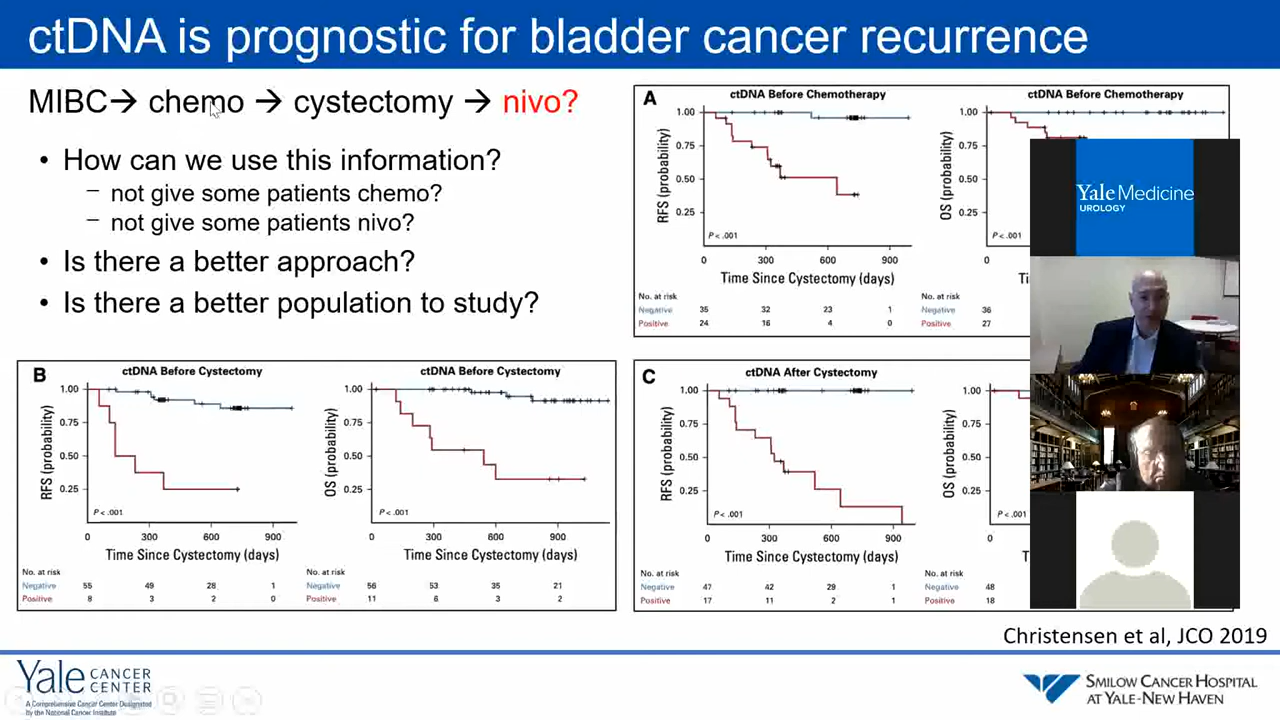 ctDNA is prognostic for bladder cancer recurrence
MIBC→ chemo → cystectomy → nivo?
• How can we use this information?
– not give some patients chemo?
– not give some patients nivo?
• Is there a better approach?
• Is there a better population to study?
A
ctDNA Before Chemotherapy
RFS (probability)
1.00
0.75
0.50
0.25
P < .001
0 300 600 900
Time Since Cystectomy (days)
No. at risk
Negative 35 32 23 1
Positive 24 16 4 0
ctDNA Before Chemotherapy
OS (probability)
1.00
0.75
0.50
0.25
P < .001
0
No. at risk
Negative 36
Positive 27
B
ctDNA Before Cystectomy
RFS (probability)
1.00
0.75
0.50
0.25
P < .001
0 300 600 900
Time Since Cystectomy (days)
No. at risk
Negative 55 49 28 1
Positive 8 3 2 0
ctDNA Before Cystectomy
OS (probability)
1.00
0.75
0.50
0.25
P < .001
0 300 600 900
Time Since Cystectomy (days)
No. at risk
Negative 56 53 35 21
Positive 11 6 3 2
C
ctDNA After Cystectomy
RFS (probability)
1.00
0.75
0.50
0.25
P < .001
0 300 600 900
Time Since Cystectomy (days)
No. at risk
Negative 47 42 29 1
Positive 17 11 2 1
OS (probability)
1.00
0.75
0.50
0.25
P < .001
0
No. at risk
Negative 48
Positive 18
Yale Medicine
UROLOGY
Christensen et al, JCO 2019
Yale CANCER
CENTER
A Comprehensive Cancer Center Designated
by the National Cancer Institute
SMILOW CANCER HOSPITAL
AT YALE-NEW HAVEN